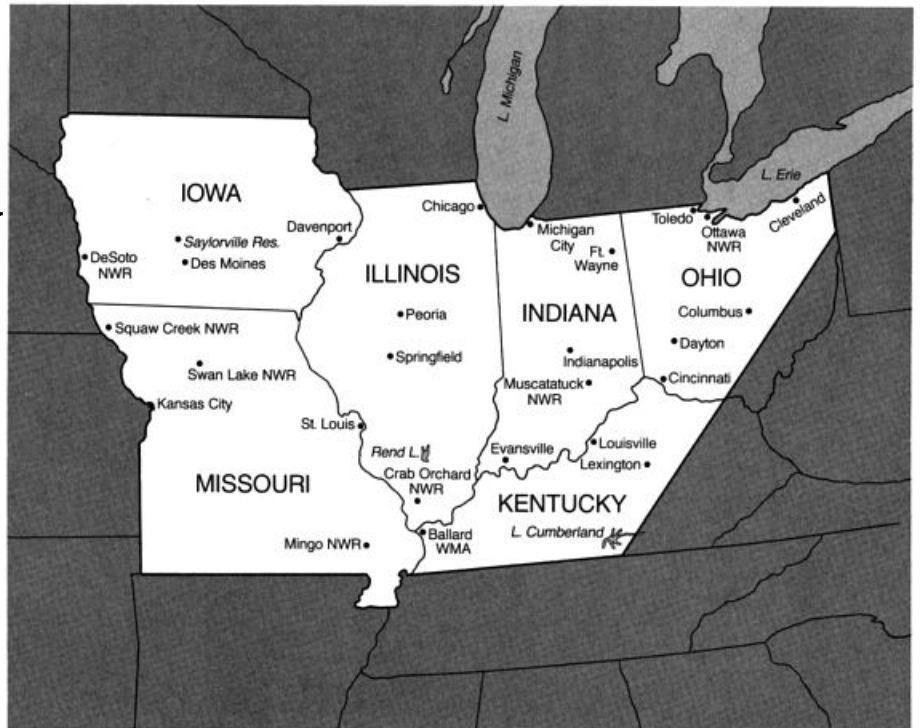 L. Michigan
L. Erie
IOWA
Chicago
Toledo
Cleveland
Michigan
City
Ottawa
NWR
Davenport
Saylorville Res.
Ft.
Wayne
DeSoto
NWR
Des Moines
ILLINOIS
OHIO
Peoria
INDIANA
Columbus
Squaw Creek NWR
Dayton
Springfield
Indianapolis
Swan Lake NWR
Muscatatuck
NWR
Cincinnati
Kansas City
St. Louis
Louisville
Rend L.
Evansville
Lexington
Crab Orchard
NWR
MISSOURI
KENTUCKY
L. Cumberland
Ballard
WMA
Mingo NWR